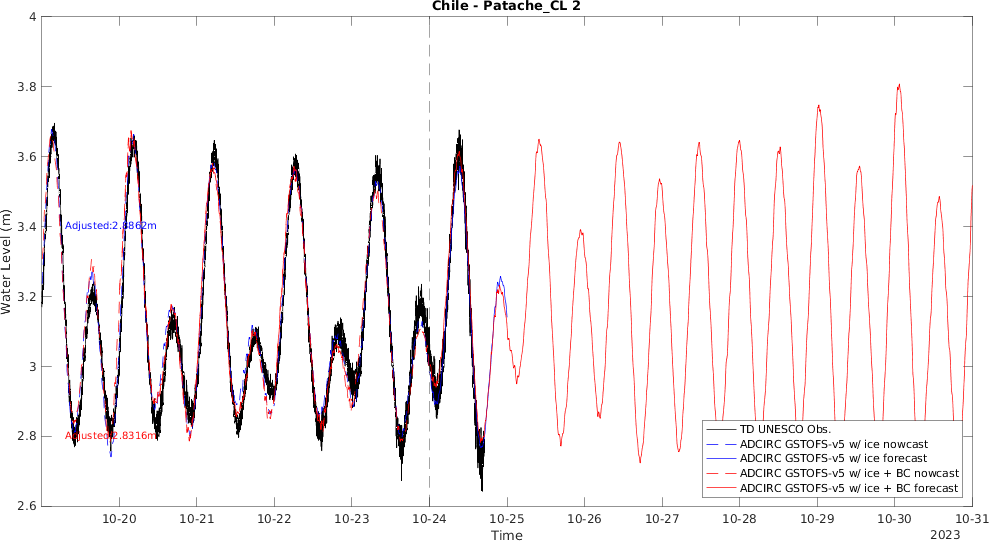 Chile - Patache_CL 2
4
3.8
3.6
3.4
3.2
3
2.8
2.6
Water Level (m)
Adjusted:2.8862m
Adjusted:2.8316m
TD UNESCO Obs.
ADCIRC GSTOFS-v5 w/ ice nowcast
ADCIRC GSTOFS-v5 w/ ice forecast
ADCIRC GSTOFS-v5 w/ ice + BC nowcast
ADCIRC GSTOFS-v5 w/ ice + BC forecast
10-20 10-21 10-22 10-23 10-24 10-25 10-26 10-27 10-28 10-29 10-30 10-31
Time
2023